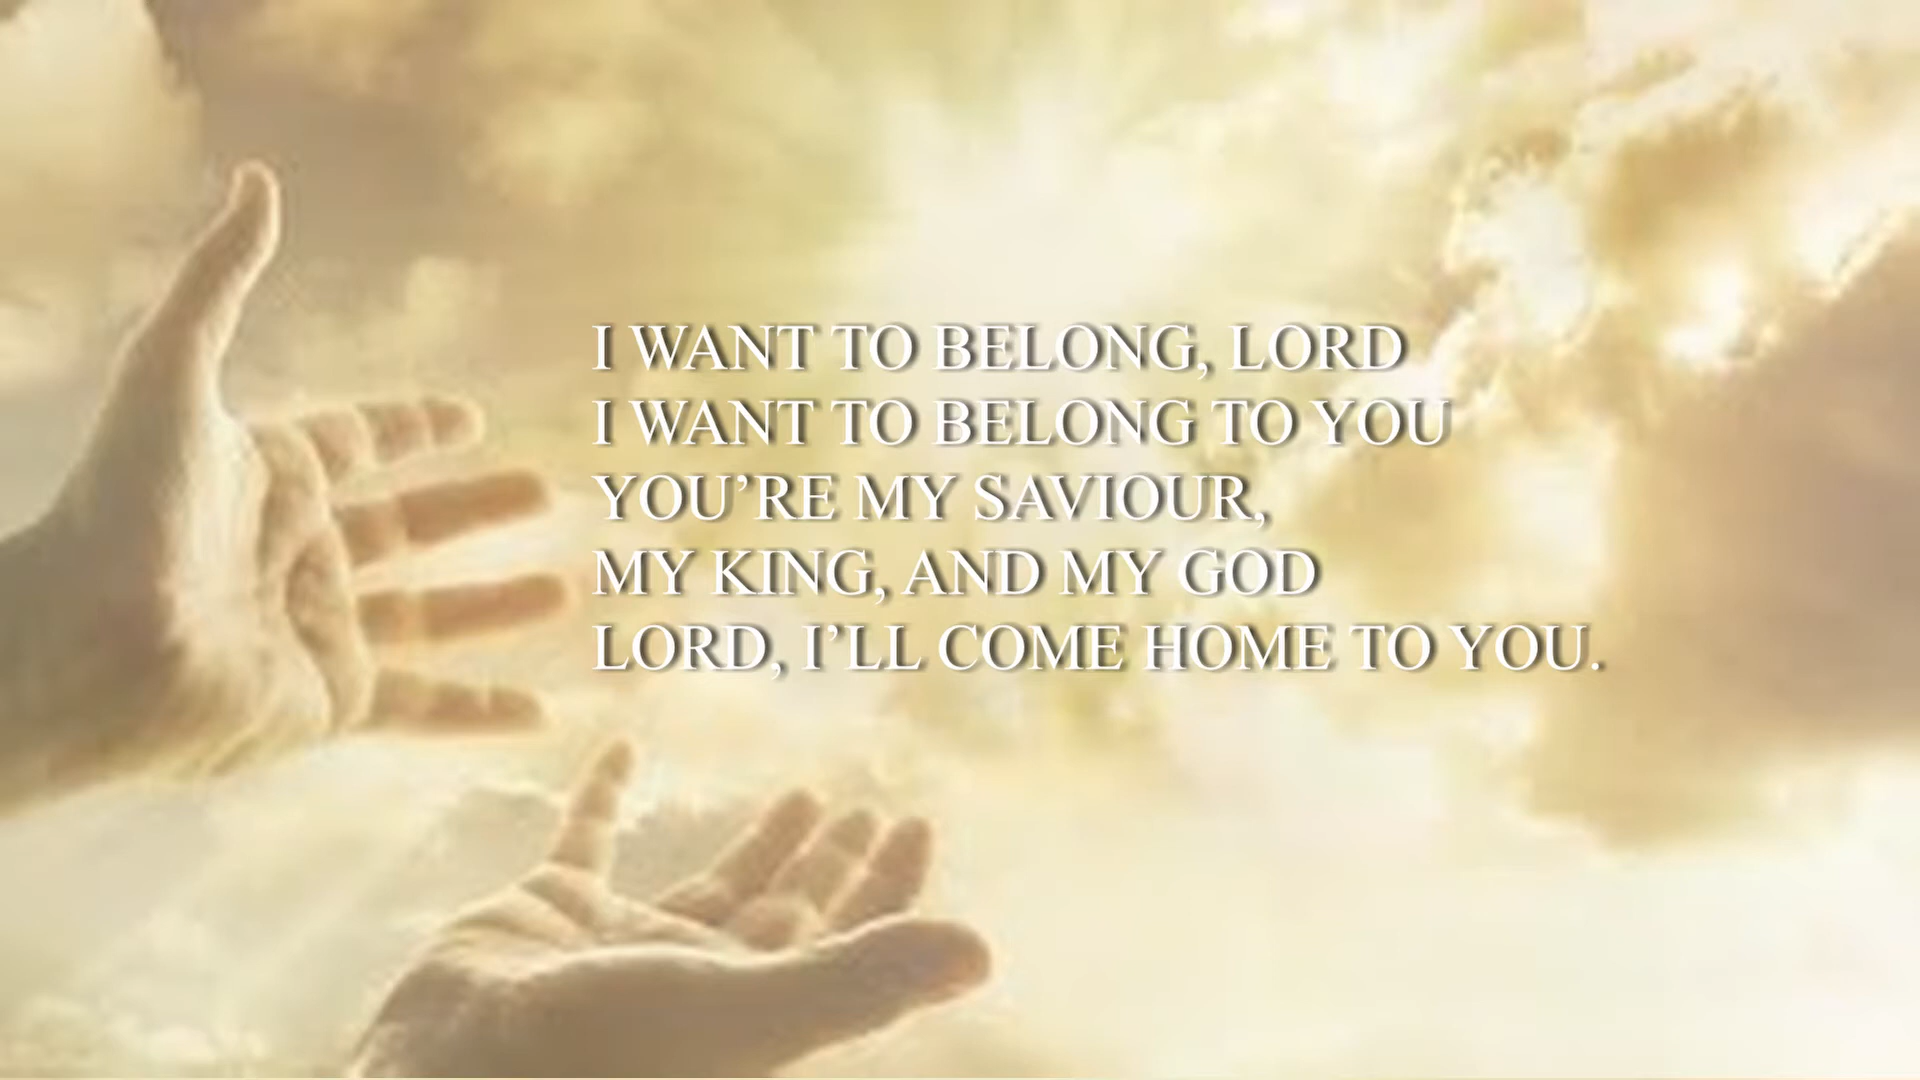 I WANT TO BELONG, LORD
I WANT TO BELONG TO YOU
YOU’RE MY SAVIOUR,
MY KING, AND MY GOD
LORD, I’LL COME HOME TO YOU.